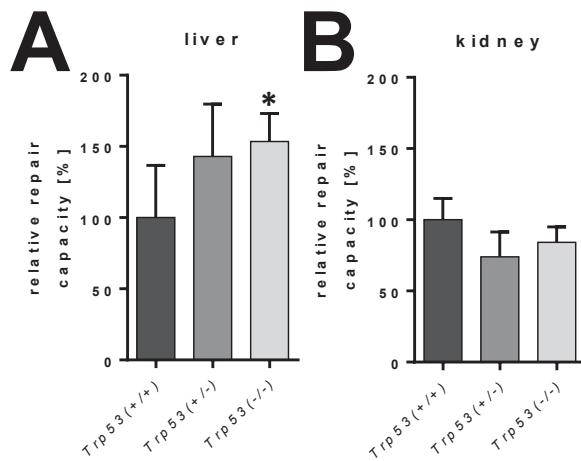 A
liver
relative repair
capacity [%]
200
150
100
50
0
*
Trp53(+/+)
Trp53(+/-)
Trp53(-/-)
B
kidney
relative repair
capacity [%]
200
150
100
50
0
Trp53(+/+)
Trp53(+/-)
Trp53(-/-)